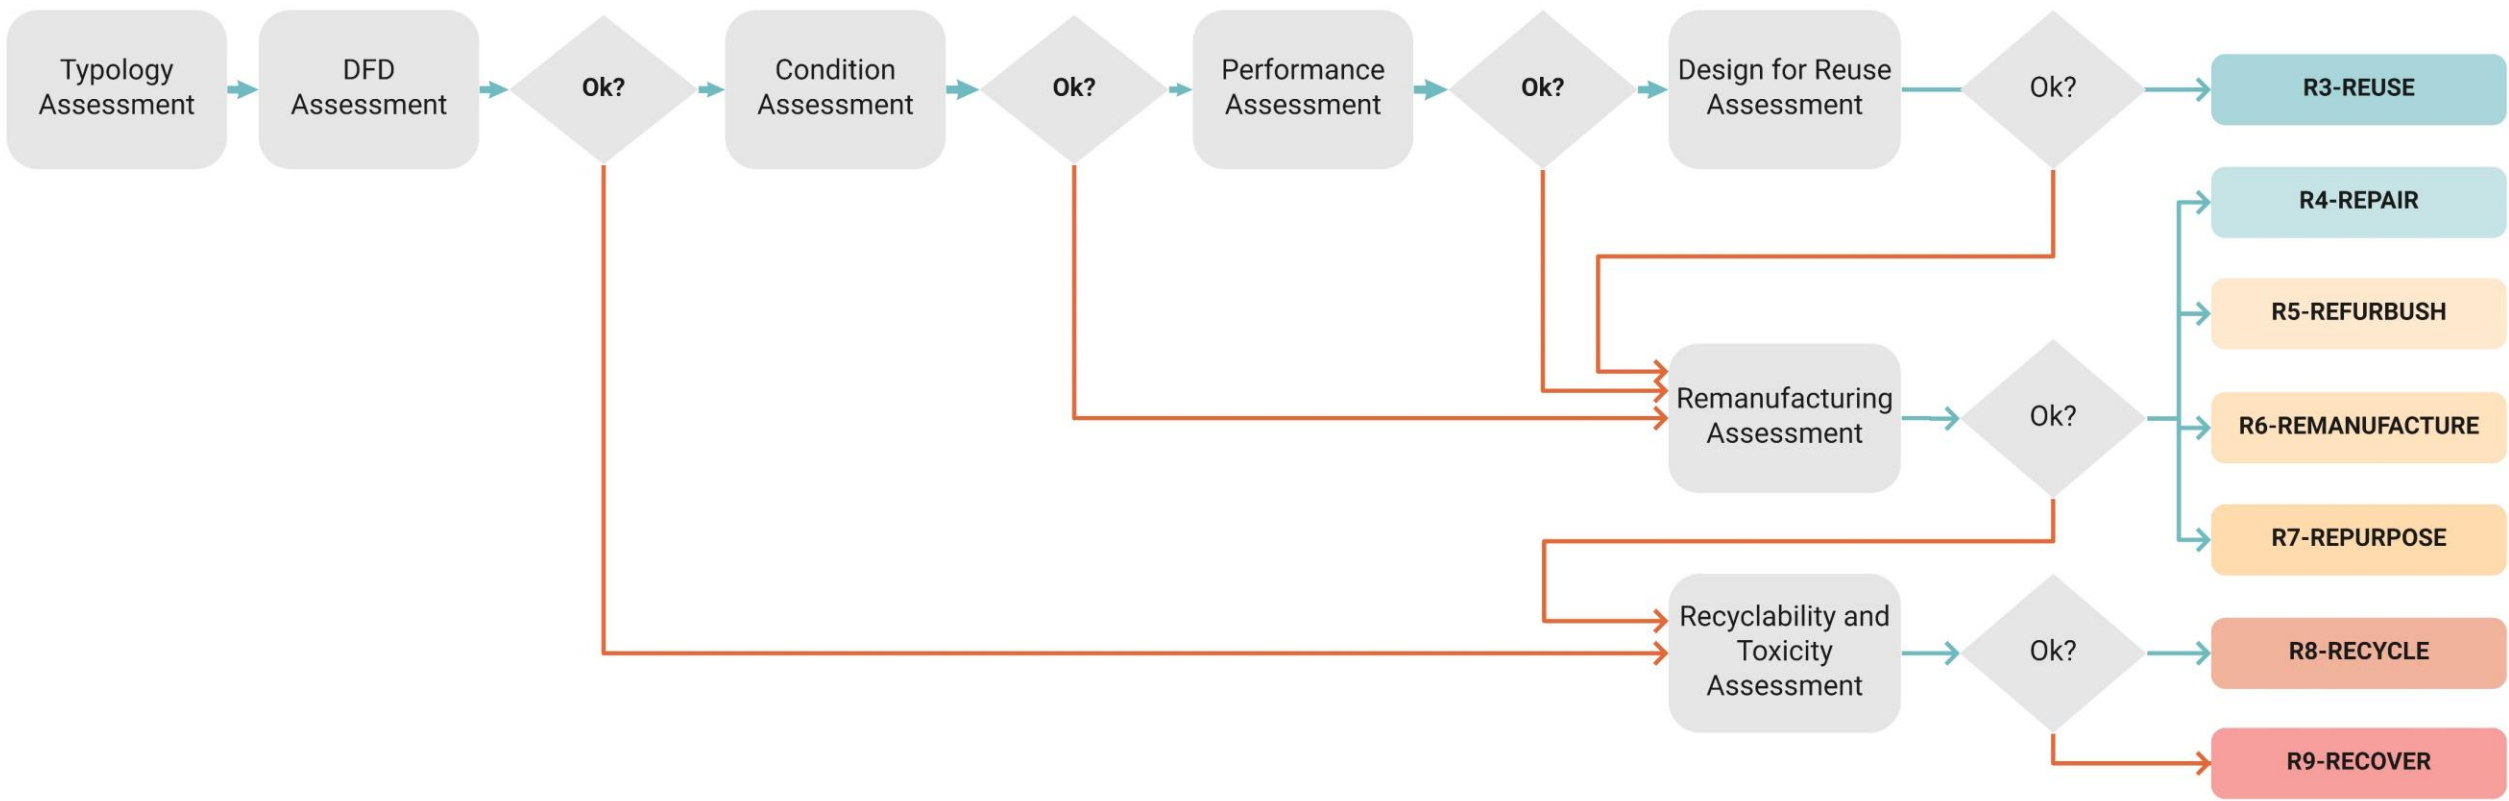 Typology
Assessment
DFD
Assessment
Ok?
Condition
Assessment
Ok?
Performance
Assessment
Ok?
Design for Reuse
Assessment
Ok?
R3-REUSE
R4-REPAIR
R5-REFURBUSH
Remanufacturing
Assessment
Ok?
R6-REMANUFACTURE
R7-REPURPOSE
Recyclability and
Toxicity
Assessment
Ok?
R8-RECYCLE
R9-RECOVER